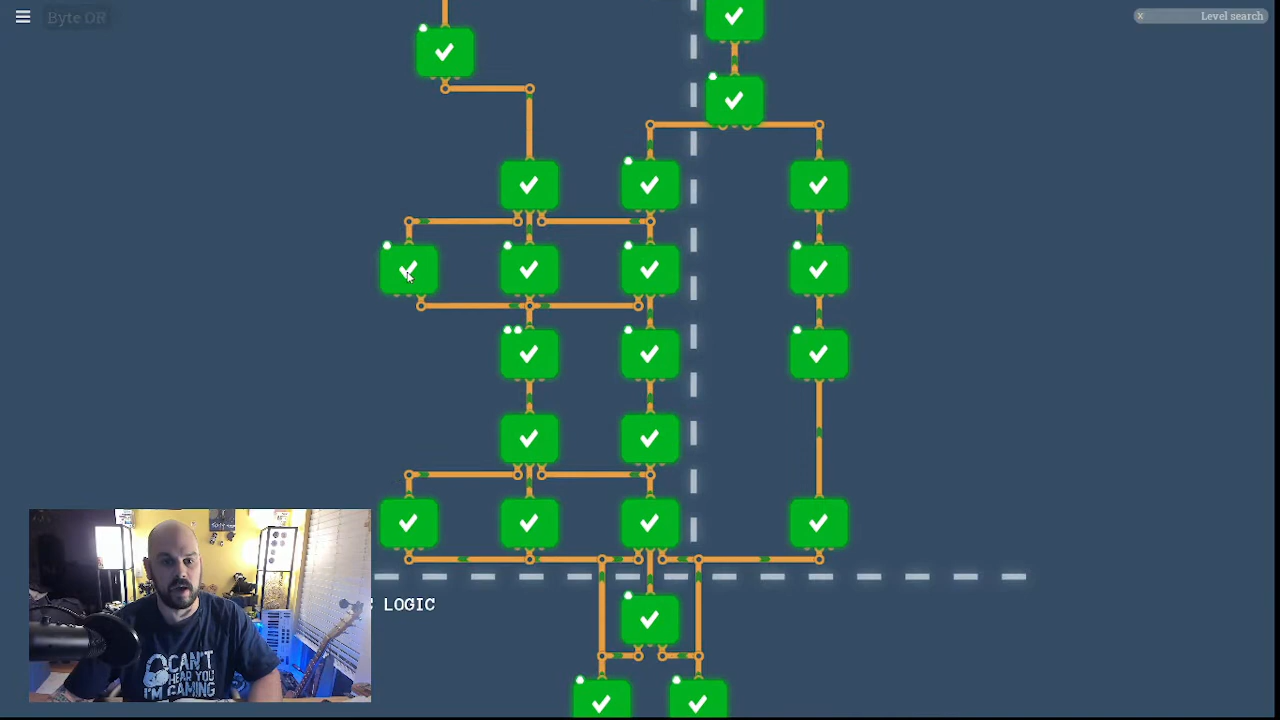 Byte OR
x Level search
LOGIC
CAN'T
HEAR YOU
I'M GAMING